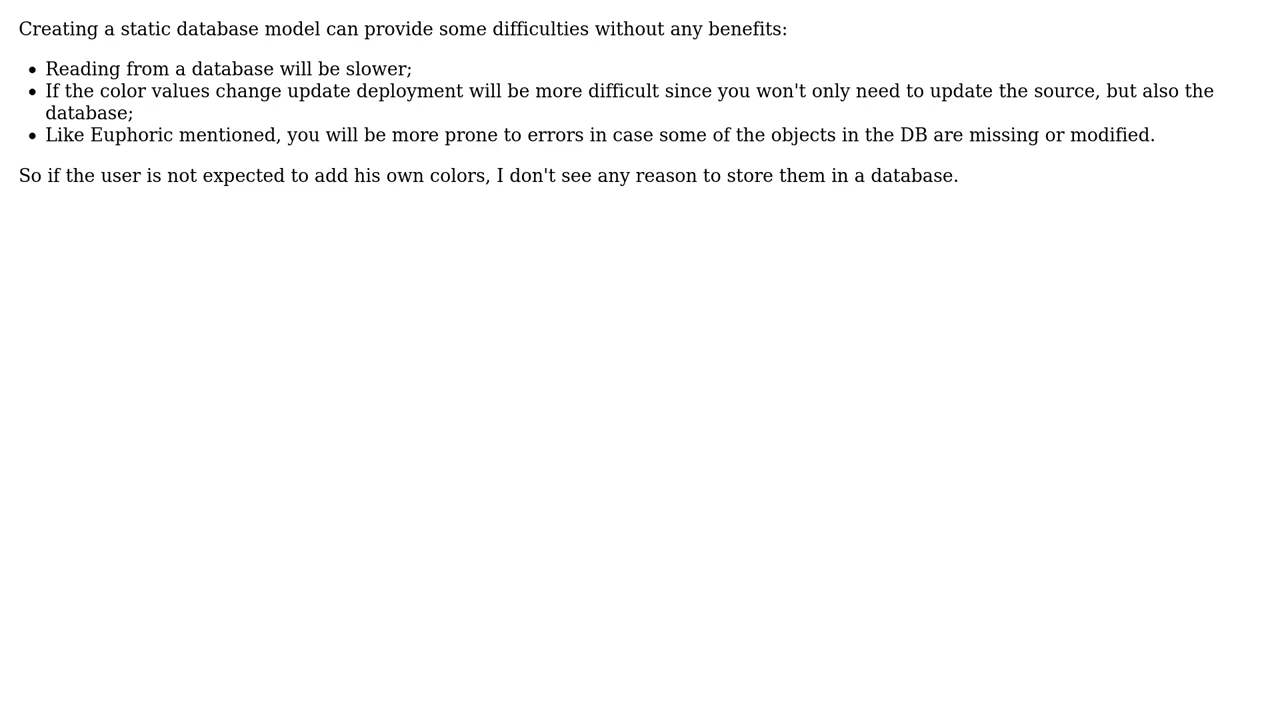 Creating a static database model can provide some difficulties without any benefits:
• Reading from a database will be slower;
• If the color values change update deployment will be more difficult since you won't only need to update the source, but also the
database;
• Like Euphoric mentioned, you will be more prone to errors in case some of the objects in the DB are missing or modified.
So if the user is not expected to add his own colors, I don't see any reason to store them in a database.